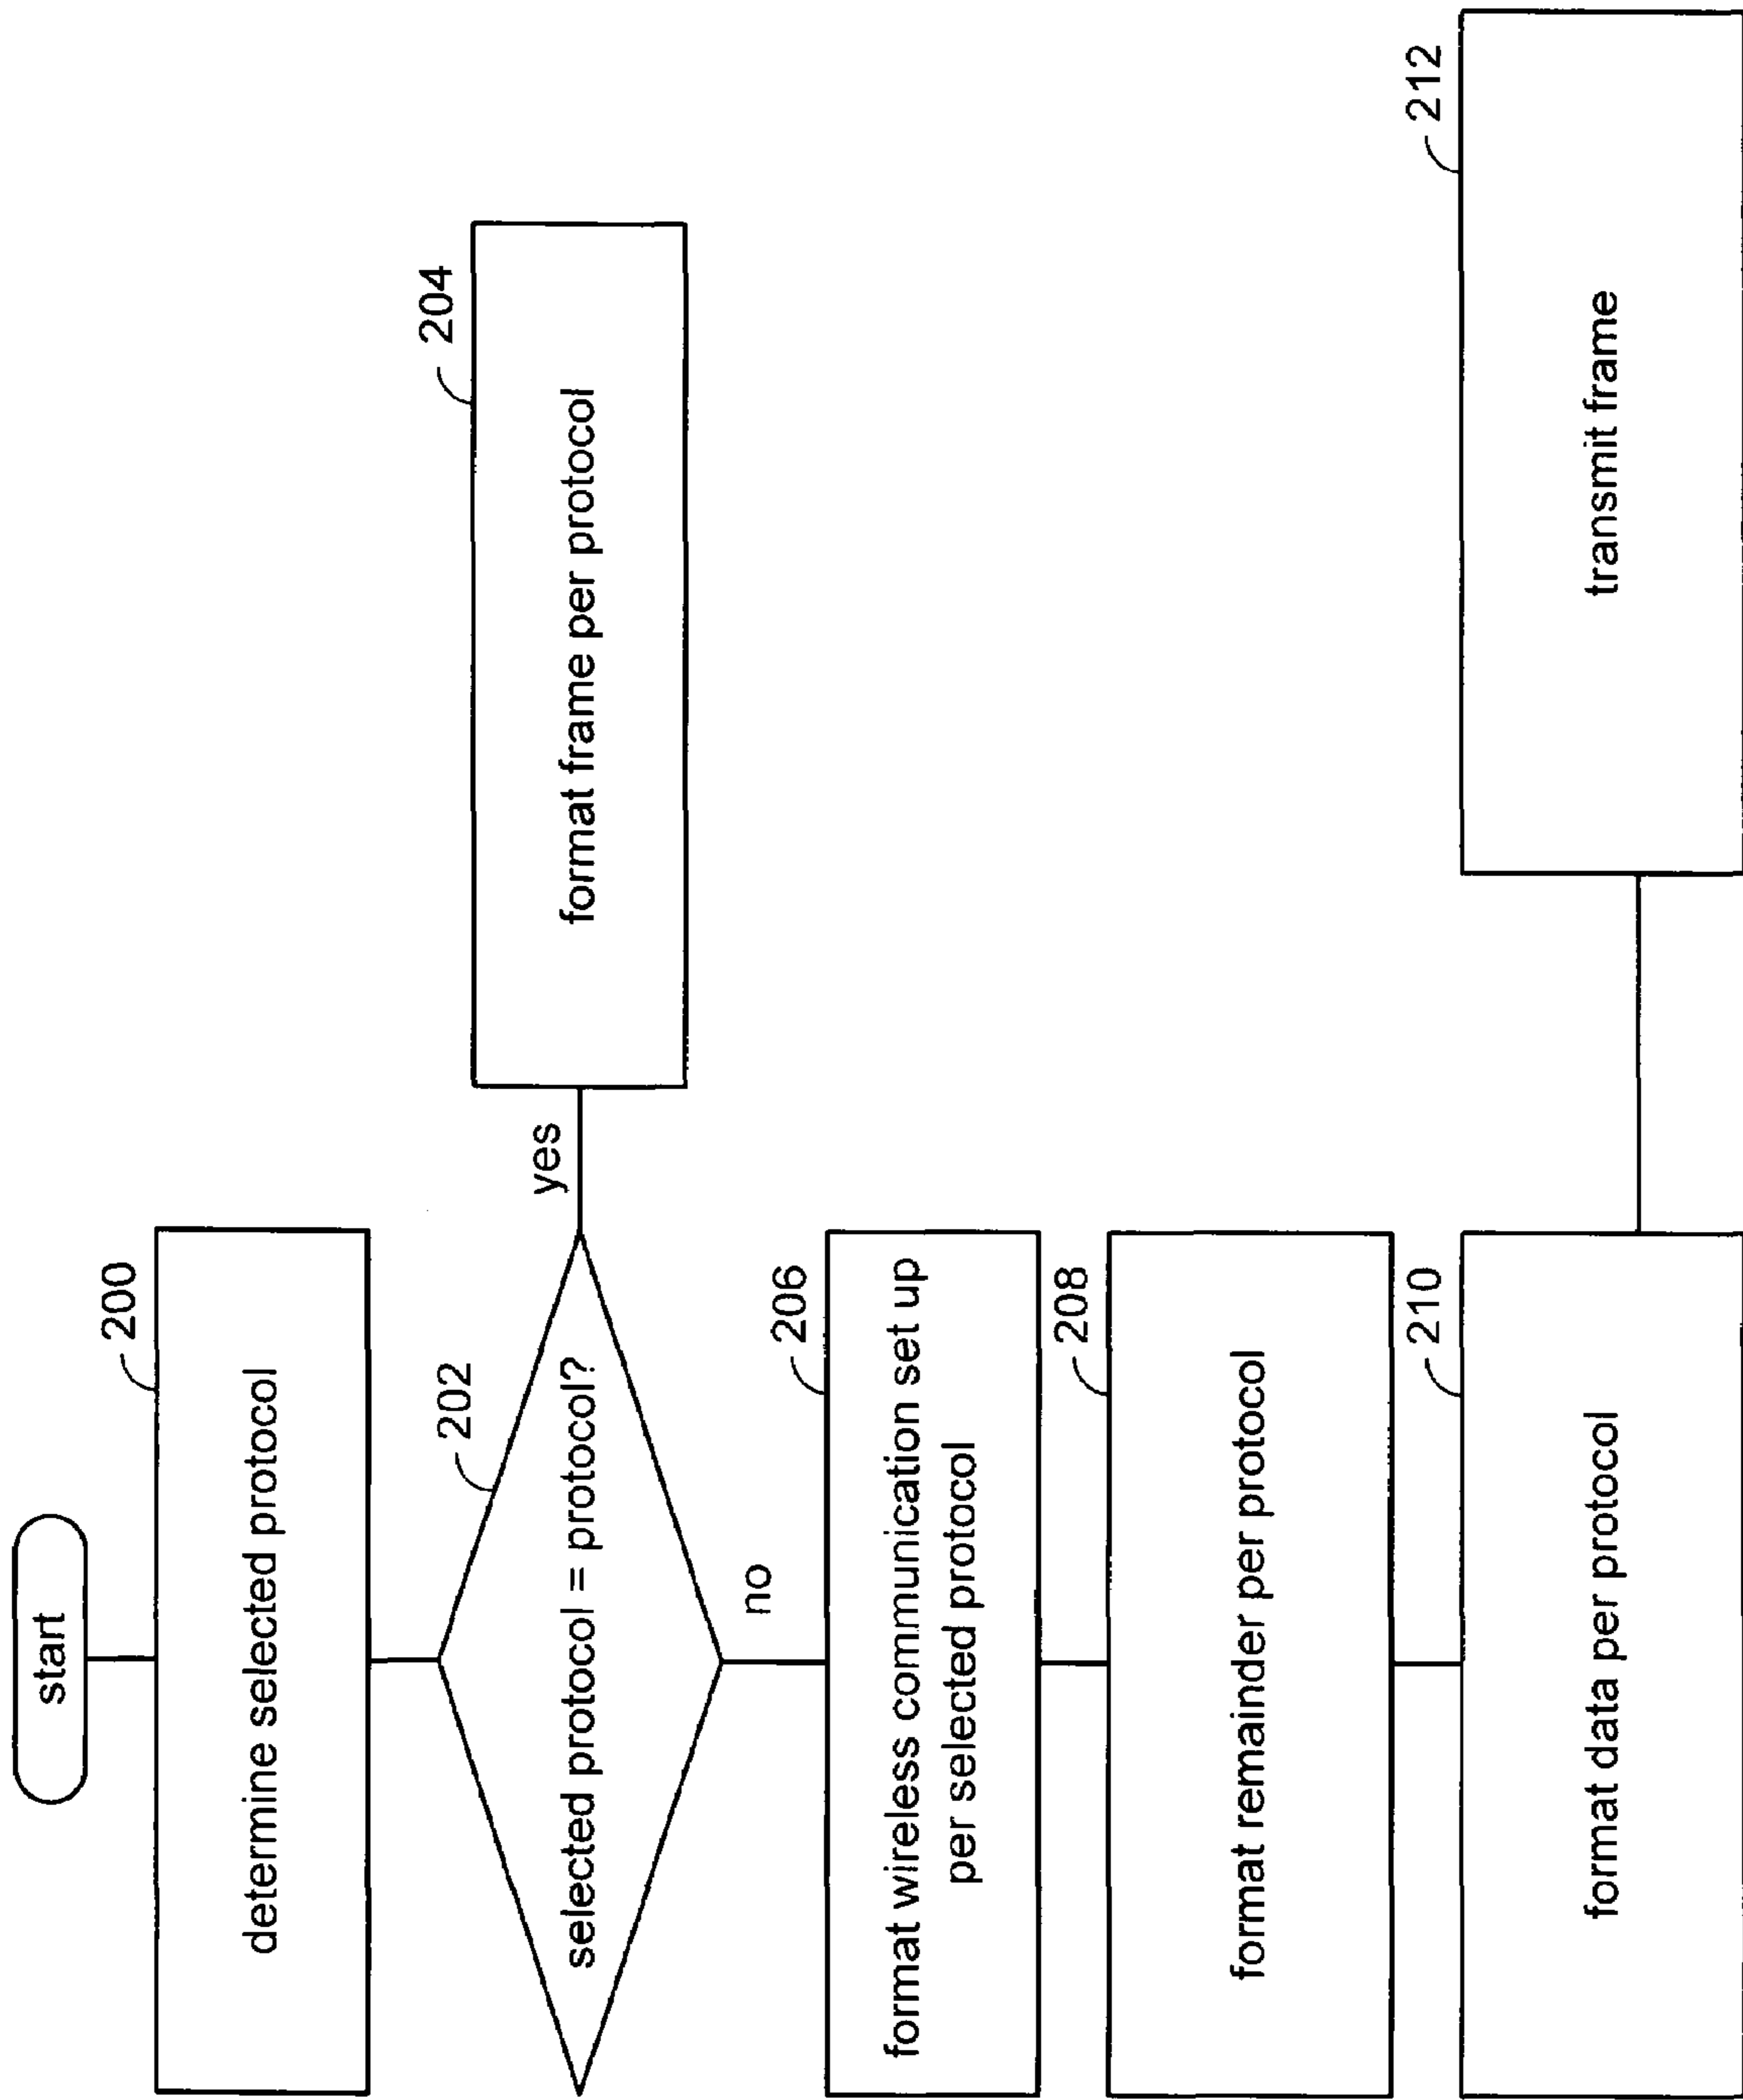 start
200
determine selected protocol
202
selected protocol = protocol?
yes
204
format frame per protocol
no
206
format wireless communication set up
per selected protocol
208
format remainder per protocol
210
format data per protocol
212
transmit frame